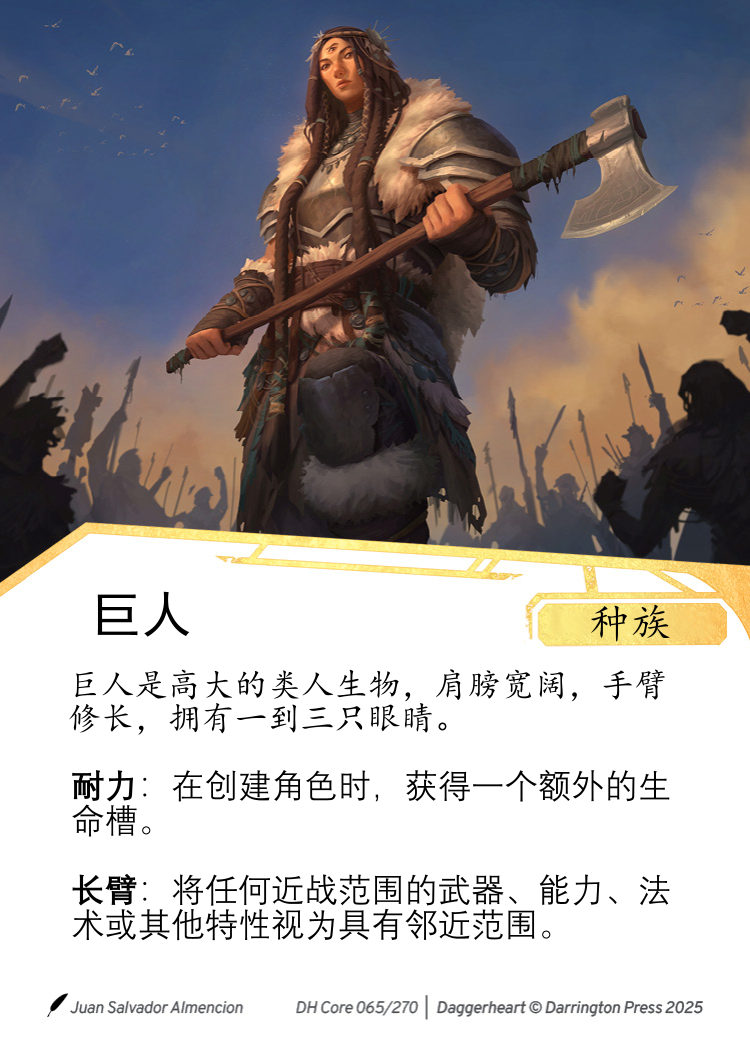 巨人
种族
巨人是高大的类人生物，肩膀宽阔，手臂
修长，拥有一到三只眼睛。
耐力：在创建角色时，获得一个额外的生
命槽。
长臂：将任何近战范围的武器、能力、法
术或其他特性视为具有邻近范围。
Juan Salvador Almencion
DH Core 065/270 | Daggerheart © Darrington Press 2025